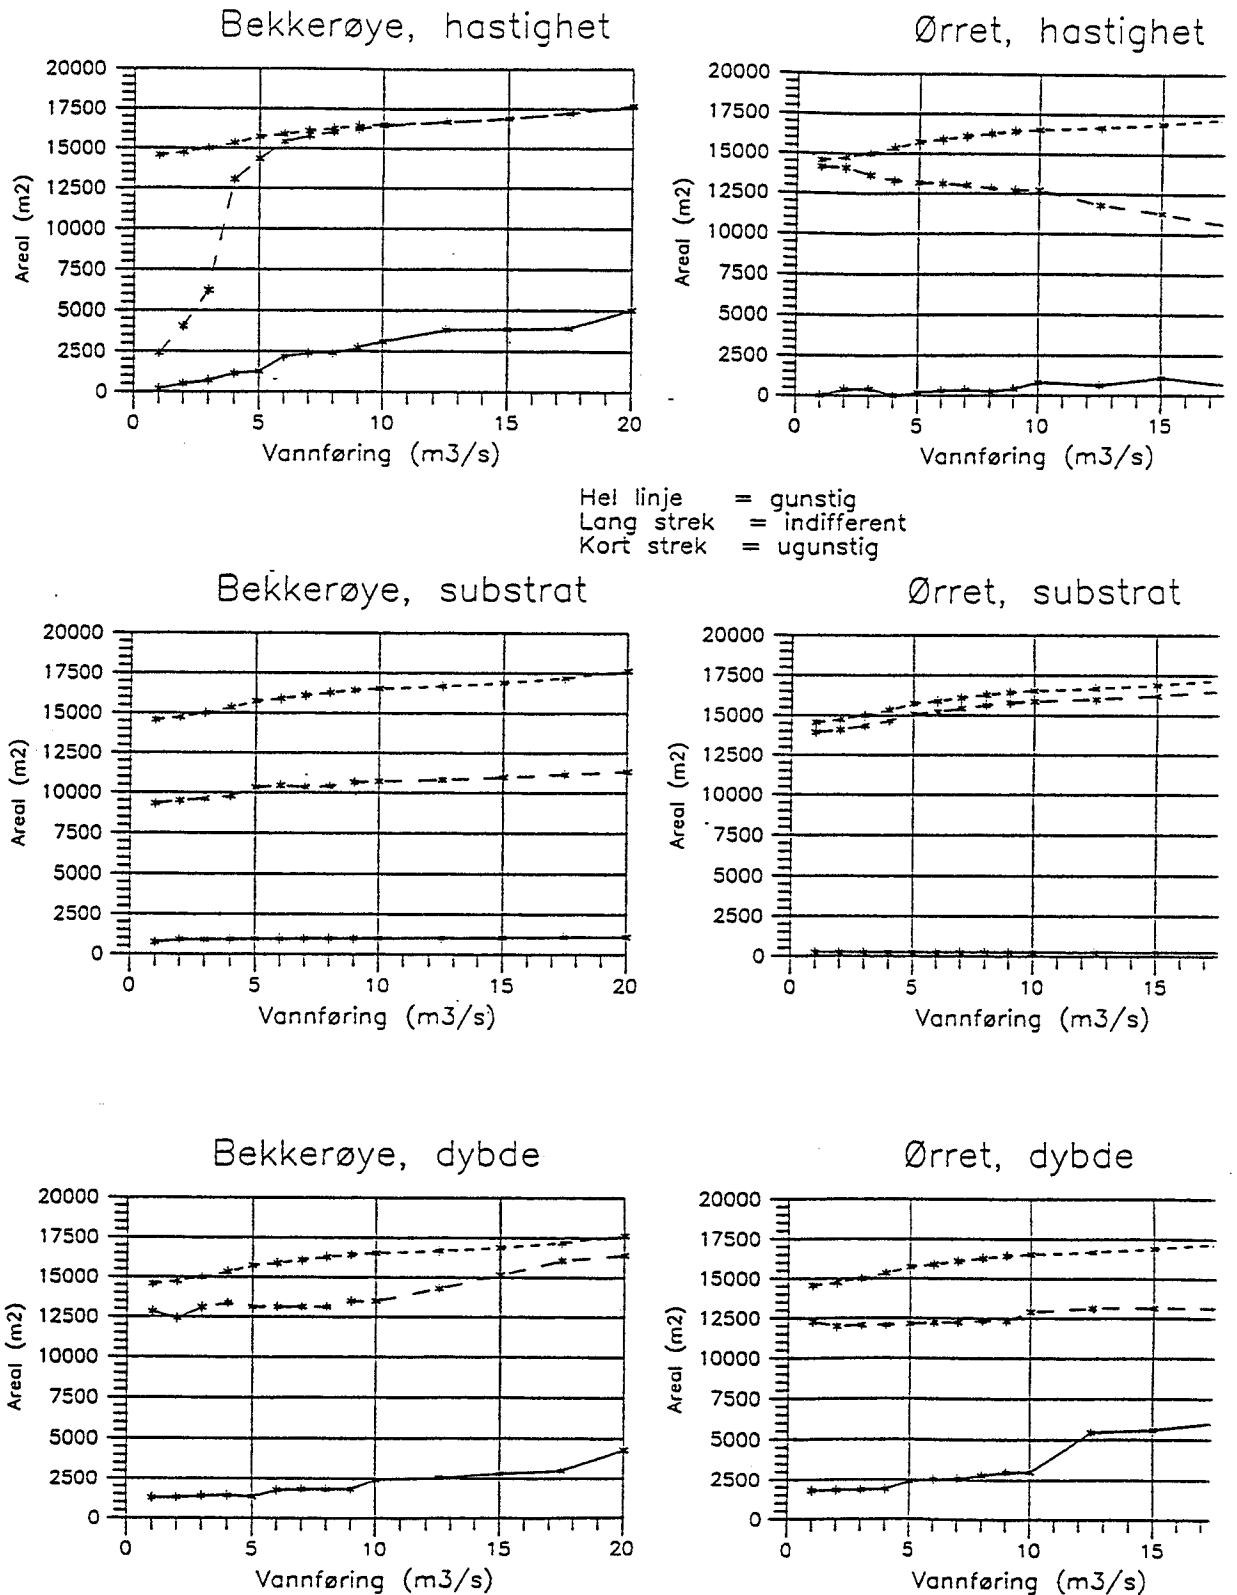 Bekkerøye, hastighet
20000
17500
15000
12500
10000
7500
5000
2500
0
Areal (m2)
0 5 10 15 20
Vannføring (m3/s)
Ørret, hastighet
20000
17500
15000
12500
10000
7500
5000
2500
0
Areal (m2)
0 5 10 15
Vannføring (m3/s)
Hel linje = gunstig
Lang strek = indifferent
Kort strek = ugunstig
Bekkerøye, substrat
20000
17500
15000
12500
10000
7500
5000
2500
0
Areal (m2)
0 5 10 15 20
Vannføring (m3/s)
Ørret, substrat
20000
17500
15000
12500
10000
7500
5000
2500
0
Areal (m2)
0 5 10 15
Vannføring (m3/s)
Bekkerøye, dybde
20000
17500
15000
12500
10000
7500
5000
2500
0
Areal (m2)
0 5 10 15 20
Vannføring (m3/s)
Ørret, dybde
20000
17500
15000
12500
10000
7500
5000
2500
0
Areal (m2)
0 5 10 15
Vannføring (m3/s)